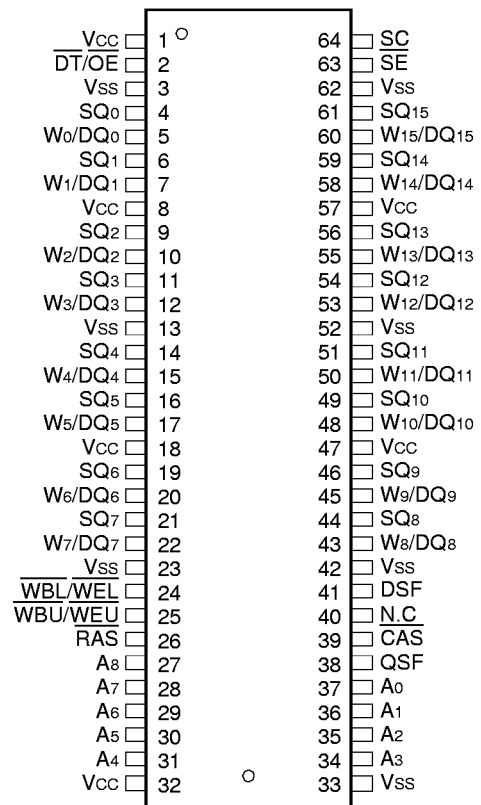 Vcc 1 64 SC
DT/OE 2 63 SE
Vss 3 62 Vss
SQ0 4 61 SQ15
W0/DQ0 5 60 W15/DQ15
SQ1 6 59 SQ14
W1/DQ1 7 58 W14/DQ14
Vcc 8 57 Vcc
SQ2 9 56 SQ13
W2/DQ2 10 55 W13/DQ13
SQ3 11 54 SQ12
W3/DQ3 12 53 W12/DQ12
Vss 13 52 Vss
SQ4 14 51 SQ11
W4/DQ4 15 50 W11/DQ11
SQ5 16 49 SQ10
W5/DQ5 17 48 W10/DQ10
Vcc 18 47 Vcc
SQ6 19 46 SQ9
W6/DQ6 20 45 W9/DQ9
SQ7 21 44 SQ8
W7/DQ7 22 43 W8/DQ8
Vss 23 42 Vss
WBL/WEL 24 41 DSF
WBU/WEU 25 40 N.C
RAS 26 39 CAS
A8 27 38 QSF
A7 28 37 A0
A6 29 36 A1
A5 30 35 A2
A4 31 34 A3
Vcc 32 33 Vss